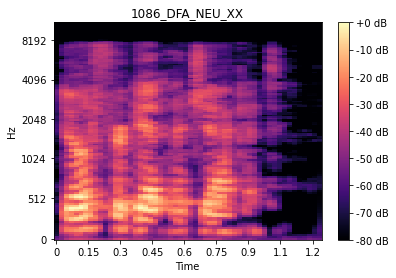 1086_DFA_NEU_XX
+0 dB
8192
-10 dB
4096
-20 dB
-30 dB
2048
Hz
-40 dB
1024
-50 dB
512
-60 dB
-70 dB
0
-80 dB
0 0.15 0.3 0.45 0.6 0.75 0.9 1.1 1.2
Time